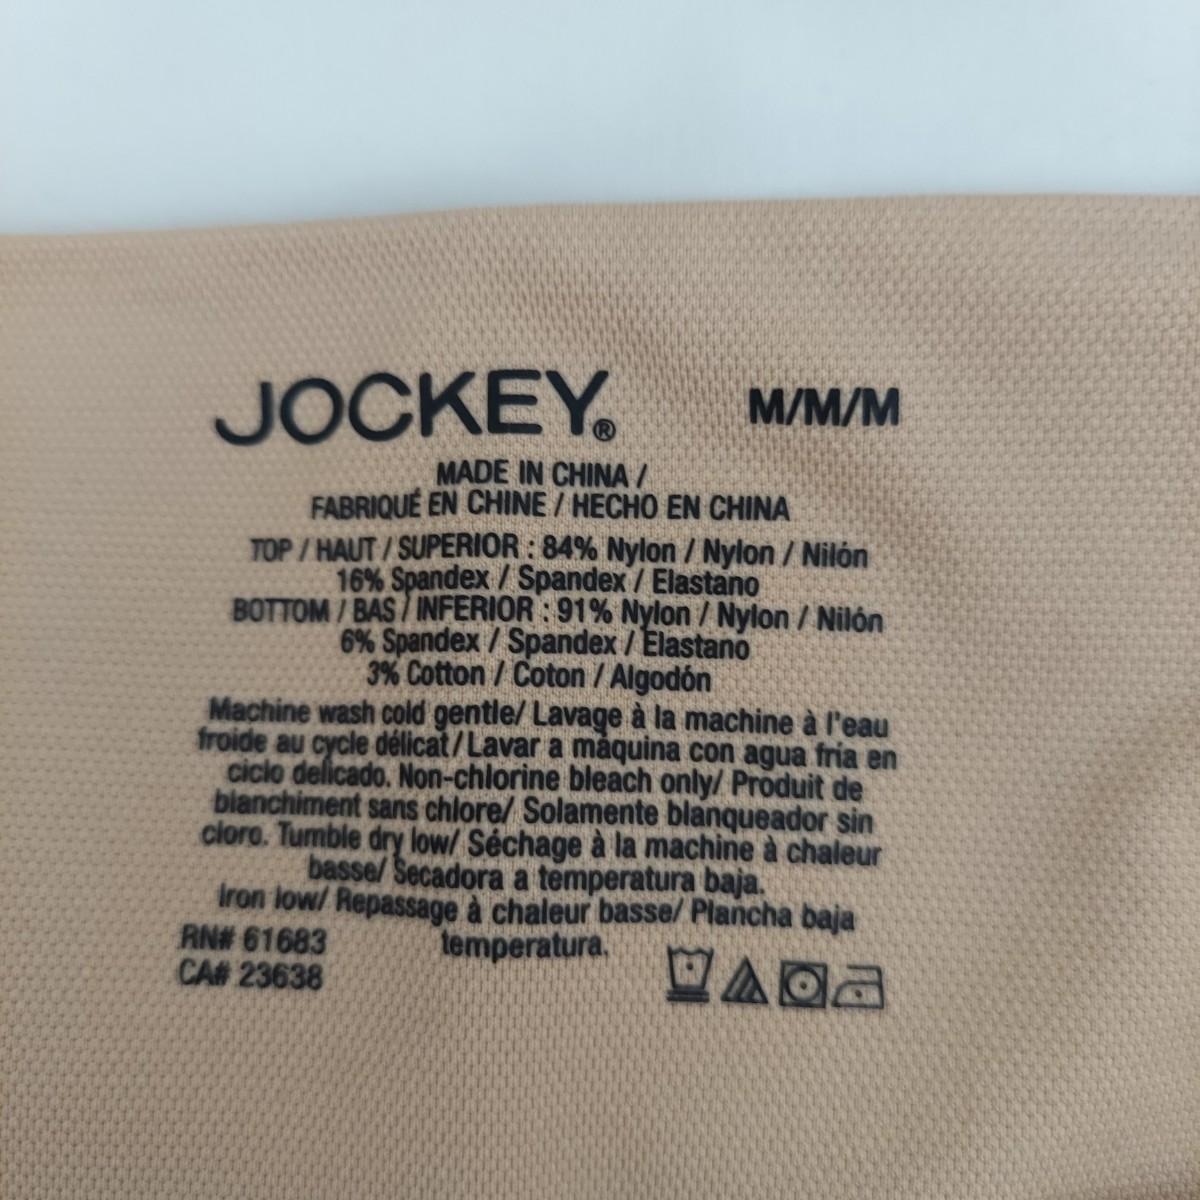 JOCKEY® M/M/M
MADE IN CHINA /
FABRIQUÉ EN CHINE / HECHO EN CHINA
TOP / HAUT / SUPERIOR : 84% Nylon / Nylon / Nilón
16% Spandex / Spandex / Elastano
BOTTOM / BAS / INFERIOR : 91% Nylon / Nylon / Nilón
6% Spandex / Spandex / Elastano
3% Cotton / Coton / Algodón
Machine wash cold gentle/ Lavage à la machine à l'eau
froide au cycle délicat / Lavar a máquina con agua fría en
ciclo delicado. Non-chlorine bleach only/ Produit de
blanchiment sans chlore/ Solamente blanqueador sin
cloro. Tumble dry low/ Séchage à la machine à chaleur
basse/ Secadora a temperatura baja.
Iron low/ Repassage à chaleur basse/ Plancha baja
temperatura.
RN# 61683
CA# 23638